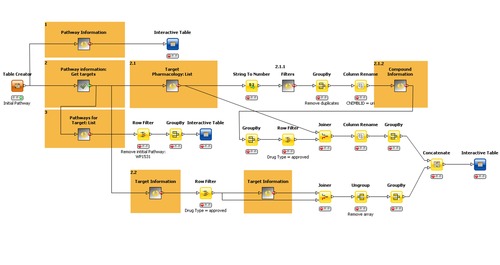 1
Pathway Information
Interactive Table
Table Creator
Initial Pathway
2
Pathway information:
Get targets
2.1
Target
Pharmacology: List
String To Number
2.1.1
Filters
GroupBy
Remove duplicates
Column Rename
2.1.2
Compound
Information
3
Pathways for
Target: List
Row Filter
Remove Initial Pathway:
WP1531
GroupBy
Interactive Table
GroupBy
Row Filter
Drug Type = approved
Joiner
Column Rename
GroupBy
Concatenate
Interactive Table
2.2
Target Information
Row Filter
Drug Type = approved
Target Information
Joiner
Ungroup
Remove array
GroupBy